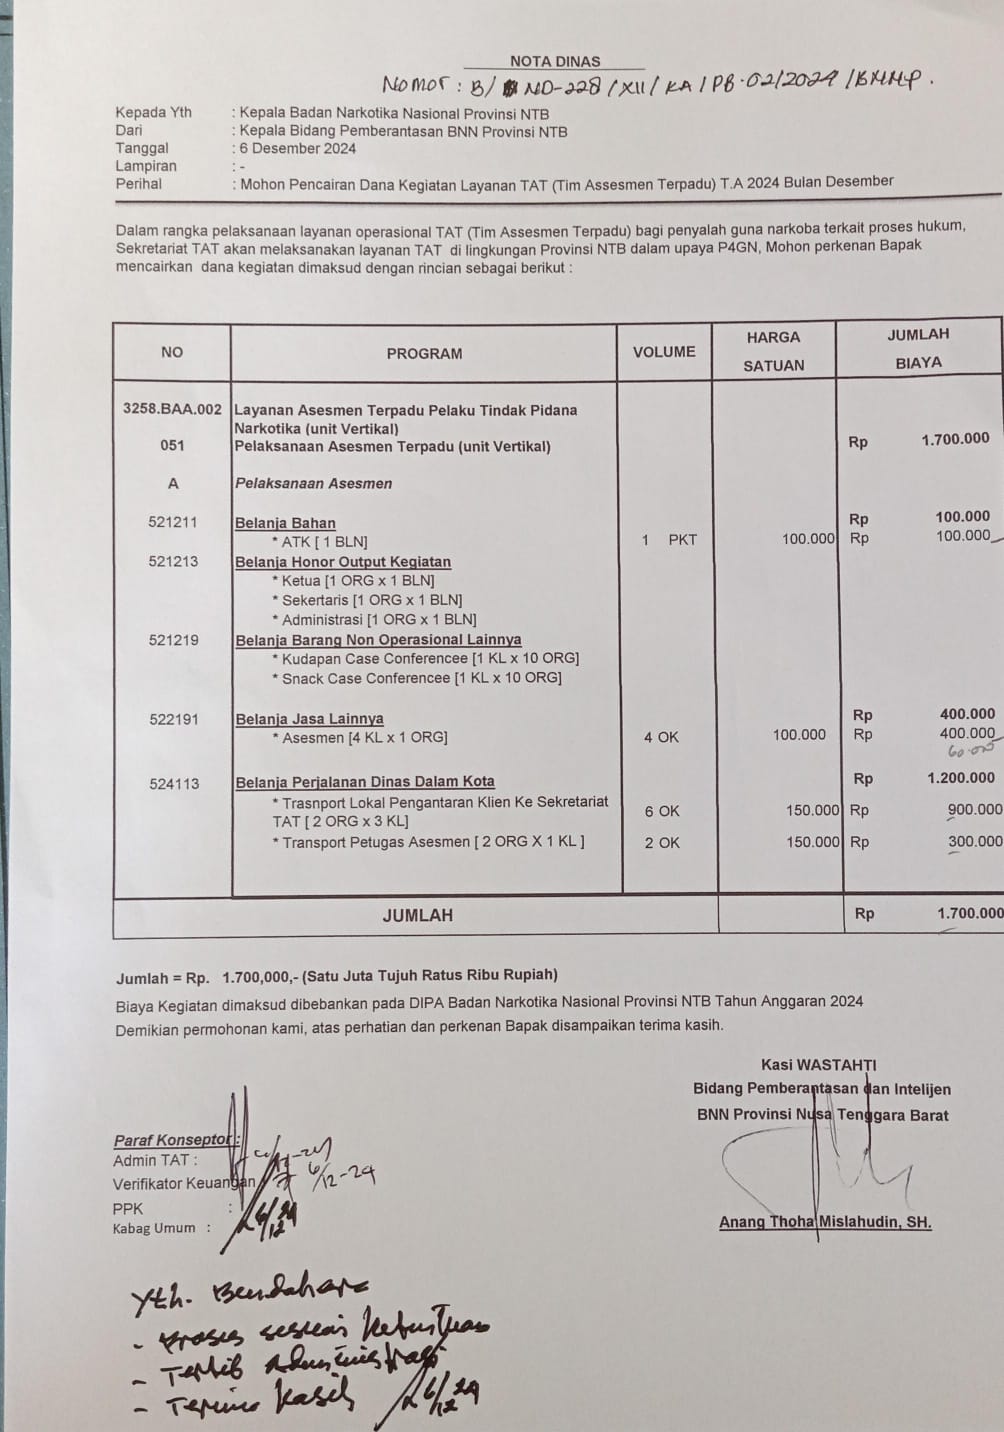 NOTA DINAS
Nomor : B/ ND-228 /XII/ KA / PB.02/2024 /BNNP.
Kepada Yth : Kepala Badan Narkotika Nasional Provinsi NTB
Dari : Kepala Bidang Pemberantasan BNN Provinsi NTB
Tanggal : 6 Desember 2024
Lampiran : -
Perihal : Mohon Pencairan Dana Kegiatan Layanan TAT (Tim Assesmen Terpadu) T.A 2024 Bulan Desember
Dalam rangka pelaksanaan layanan operasional TAT (Tim Assesmen Terpadu) bagi penyalah guna narkoba terkait proses hukum,
Sekretariat TAT akan melaksanakan layanan TAT di lingkungan Provinsi NTB dalam upaya P4GN, Mohon perkenan Bapak
mencairkan dana kegiatan dimaksud dengan rincian sebagai berikut :
NO PROGRAM VOLUME HARGA SATUAN JUMLAH BIAYA
3258.BAA.002 Layanan Asesmen Terpadu Pelaku Tindak Pidana
Narkotika (unit Vertikal)
051 Pelaksanaan Asesmen Terpadu (unit Vertikal) Rp 1.700.000
A Pelaksanaan Asesmen
521211 Belanja Bahan Rp 100.000
* ATK [ 1 BLN] 1 PKT 100.000 Rp 100.000
521213 Belanja Honor Output Kegiatan
* Ketua [1 ORG x 1 BLN]
* Sekertaris [1 ORG x 1 BLN]
* Administrasi [1 ORG x 1 BLN]
521219 Belanja Barang Non Operasional Lainnya
* Kudapan Case Conferencee [1 KL x 10 ORG]
* Snack Case Conferencee [1 KL x 10 ORG]
522191 Belanja Jasa Lainnya Rp 400.000
* Asesmen [4 KL x 1 ORG] 4 OK 100.000 Rp 400.000
60.000
524113 Belanja Perjalanan Dinas Dalam Kota Rp 1.200.000
* Trasnport Lokal Pengantaran Klien Ke Sekretariat
TAT [ 2 ORG x 3 KL] 6 OK 150.000 Rp 900.000
* Transport Petugas Asesmen [ 2 ORG X 1 KL ] 2 OK 150.000 Rp 300.000
JUMLAH Rp 1.700.000
Jumlah = Rp. 1.700,000,- (Satu Juta Tujuh Ratus Ribu Rupiah)
Biaya Kegiatan dimaksud dibebankan pada DIPA Badan Narkotika Nasional Provinsi NTB Tahun Anggaran 2024
Demikian permohonan kami, atas perhatian dan perkenan Bapak disampaikan terima kasih.
Kasi WASTAHTI
Bidang Pemberantasan dan Intelijen
BNN Provinsi Nusa Tenggara Barat
Paraf Konseptor :
Admin TAT :
Verifikator Keuangan 6/12-24
PPK :
Kabag Umum : 6/12 24
Anang Thoha Mislahudin, SH.
Yth. Bendahara
- Proses sesuai Ketentuan
- Tertib Administrasi
- Terima Kasih 6/12 24